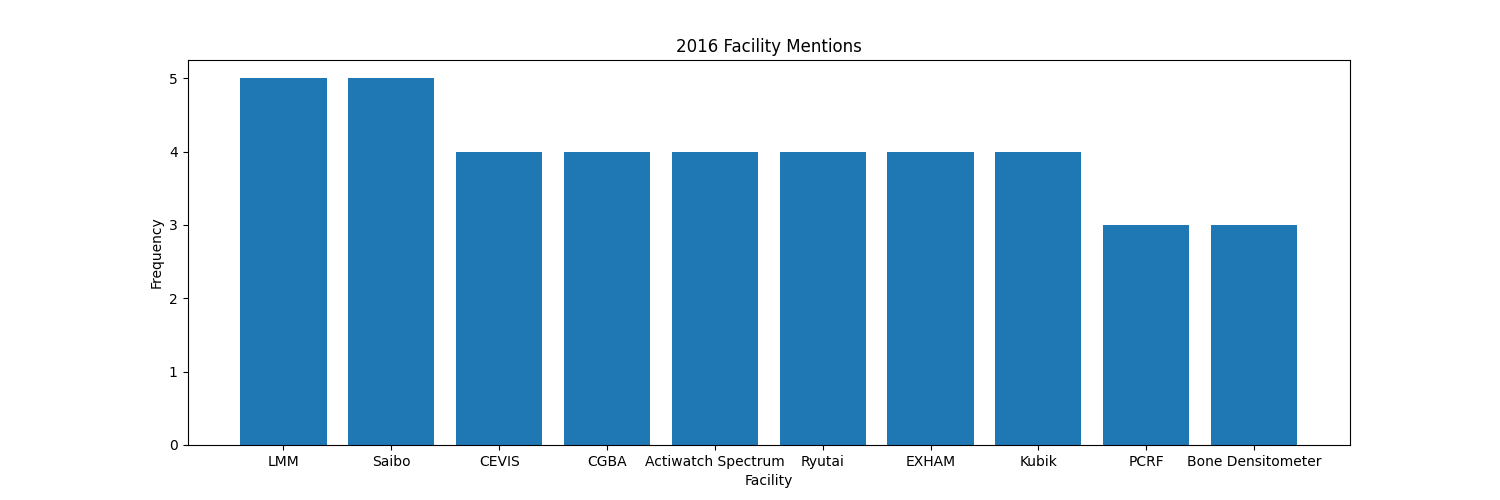 2016 Facility Mentions
Frequency
5
4
3
2
1
0
LMM Saibo CEVIS CGBA Actiwatch Spectrum Ryutai EXHAM Kubik PCRF Bone Densitometer
Facility